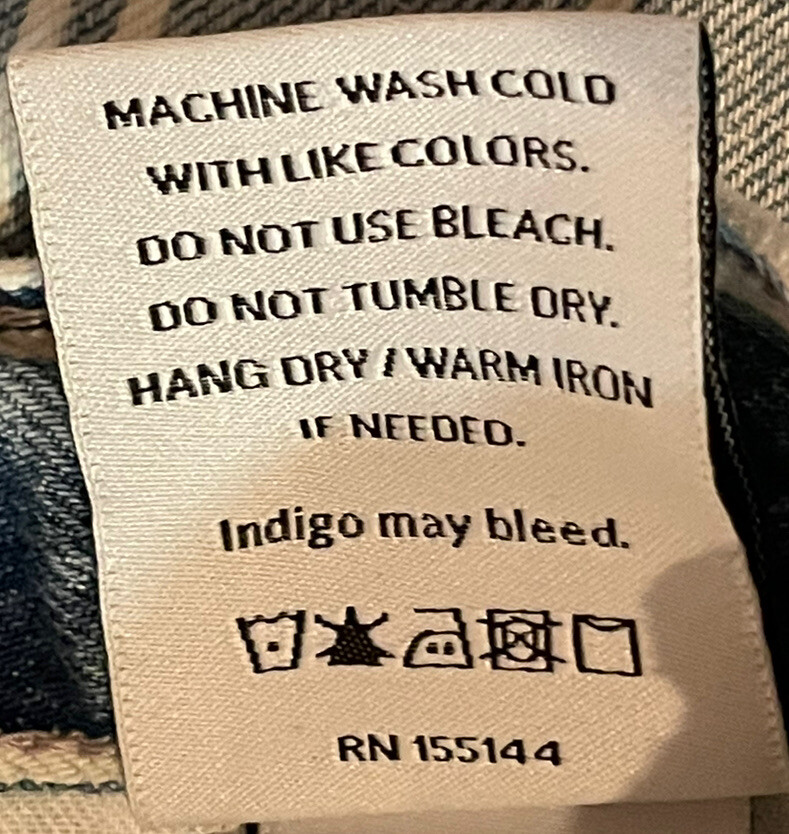 MACHINE WASH COLD
WITH LIKE COLORS.
DO NOT USE BLEACH.
DO NOT TUMBLE DRY.
HANG DRY / WARM IRON
IF NEEDED.
Indigo may bleed.
RN 155144